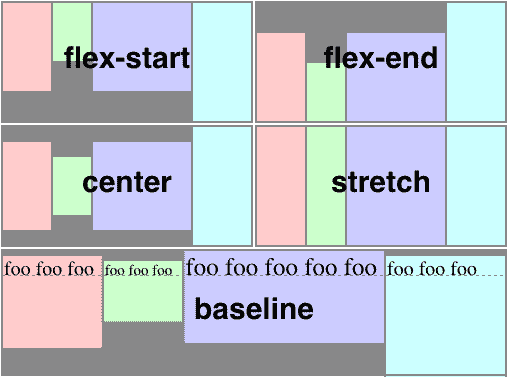 flex-start
flex-end
center
stretch
foo foo foo
foo foo foo
foo foo foo foo foo
foo foo foo
baseline